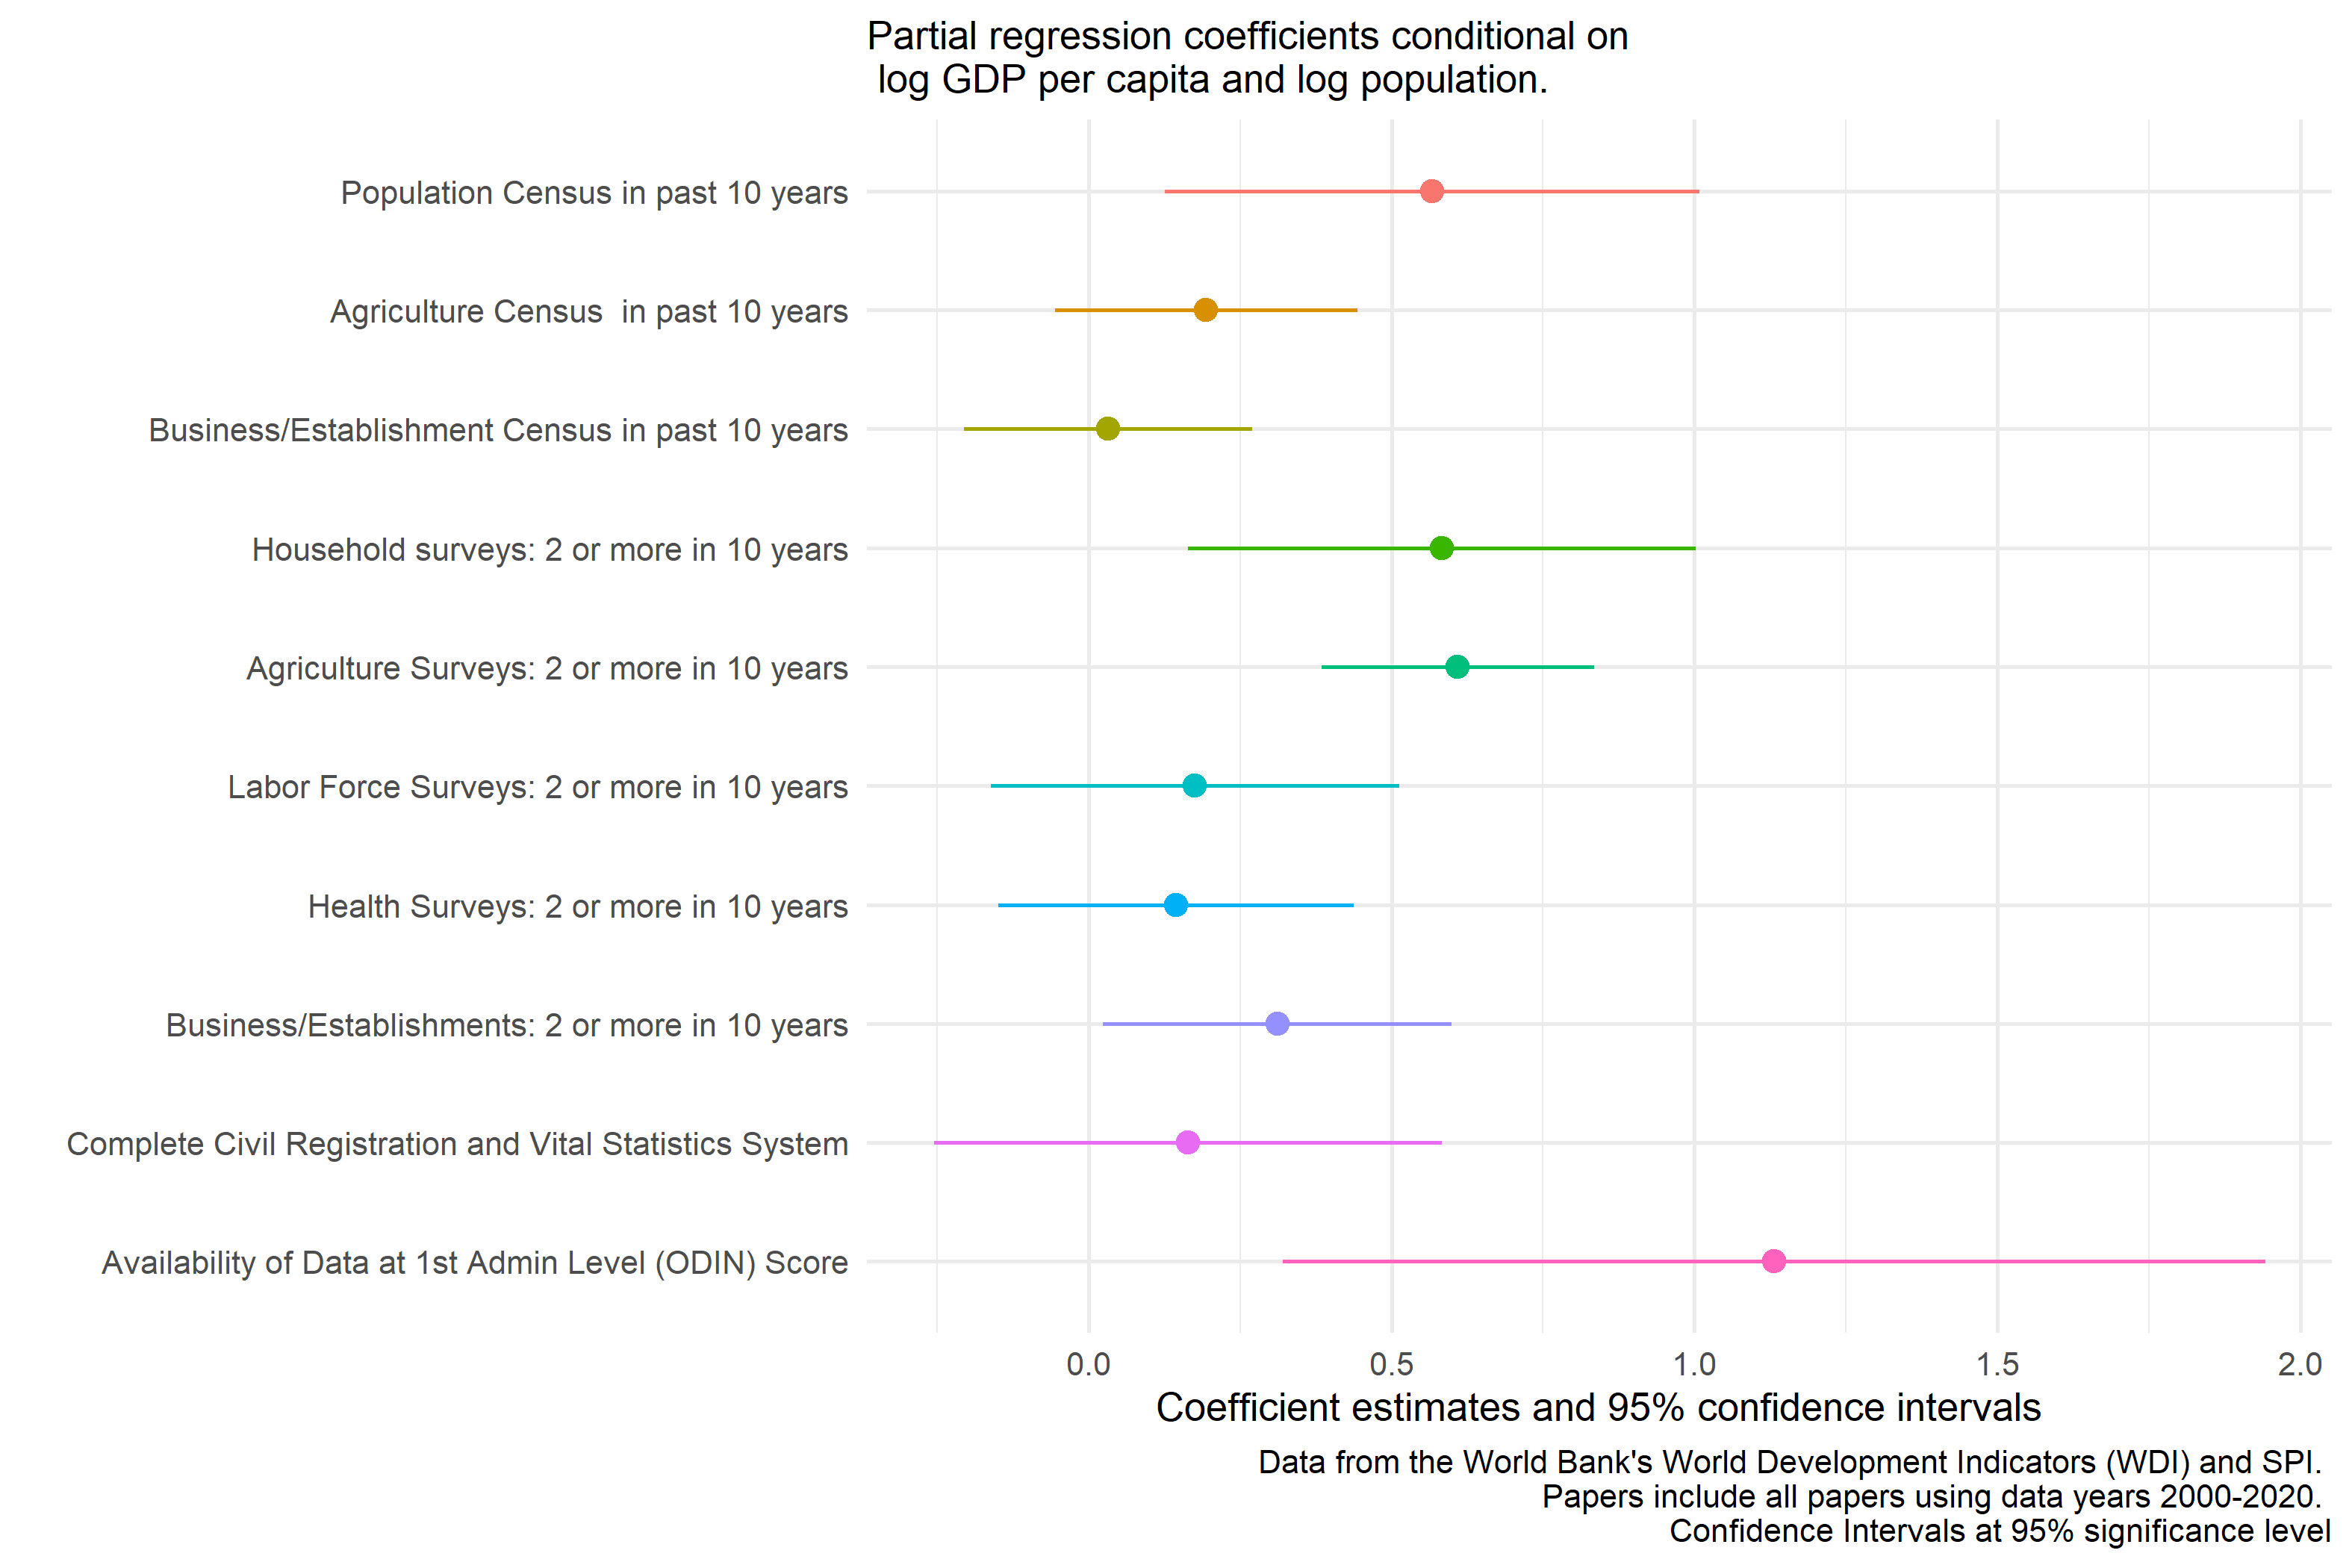 Partial regression coefficients conditional on
log GDP per capita and log population.
Population Census in past 10 years
Agriculture Census  in past 10 years
Business/Establishment Census in past 10 years
Household surveys: 2 or more in 10 years
Agriculture Surveys: 2 or more in 10 years
Labor Force Surveys: 2 or more in 10 years
Health Surveys: 2 or more in 10 years
Business/Establishments: 2 or more in 10 years
Complete Civil Registration and Vital Statistics System
Availability of Data at 1st Admin Level (ODIN) Score
0.0 0.5 1.0 1.5 2.0
Coefficient estimates and 95% confidence intervals
Data from the World Bank's World Development Indicators (WDI) and SPI.
Papers include all papers using data years 2000-2020.
Confidence Intervals at 95% significance level